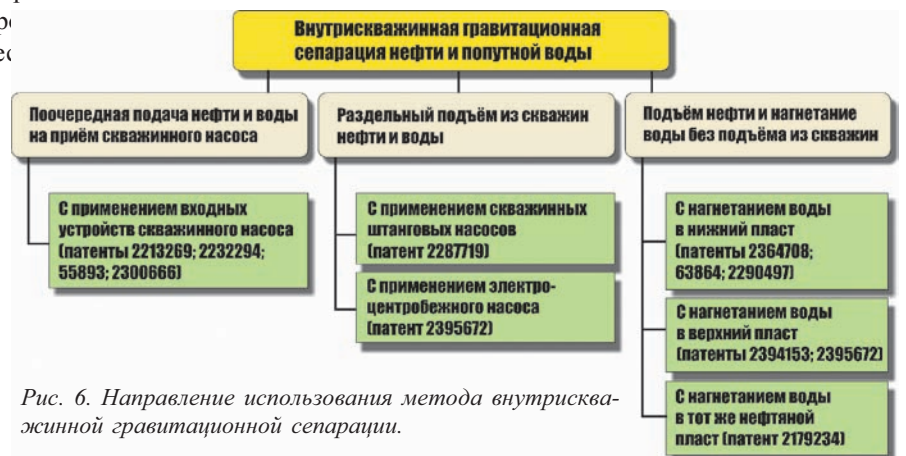 Внутрискважинная гравитационная
сепарация нефти и попутной воды
Поочередная подача нефти и воды
на приём скважинного насоса
С применением входных
устройств скважинного насоса
(патенты 2213269; 2232294;
55893; 2300666)
Раздельный подъём из скважин
нефти и воды
С применением скважинных
штанговых насосов
(патент 2287719)
С применением электро-
центробежного насоса
(патент 2395672)
Подъём нефти и нагнетание
воды без подъёма из скважин
С нагнетанием воды
в нижний пласт
(патенты 2364708;
63864; 2290497)
С нагнетанием воды
в верхний пласт
(патенты 2394153; 2395672)
С нагнетанием воды
в тот же нефтяной
пласт (патент 2179234)
Рис. 6. Направление использования метода внутрисква-
жинной гравитационной сепарации.